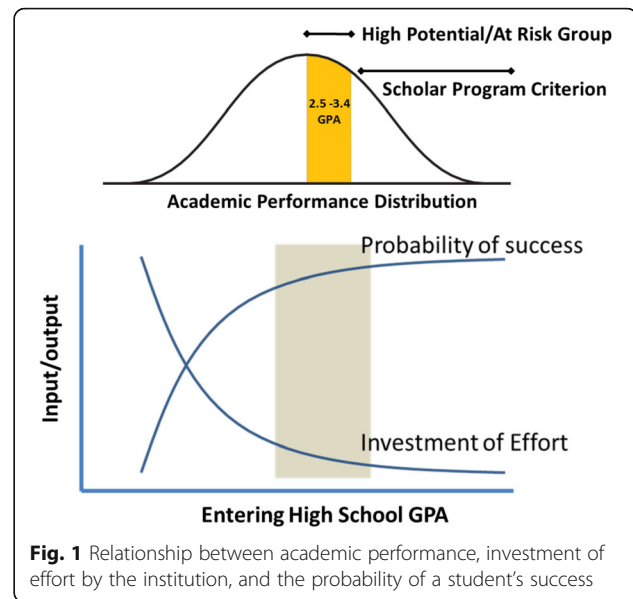 High Potential/At Risk Group
Scholar Program Criterion
2.5 -3.4
GPA
Academic Performance Distribution
Probability of success
Input/output
Investment of Effort
Entering High School GPA
Fig. 1 Relationship between academic performance, investment of
effort by the institution, and the probability of a student's success